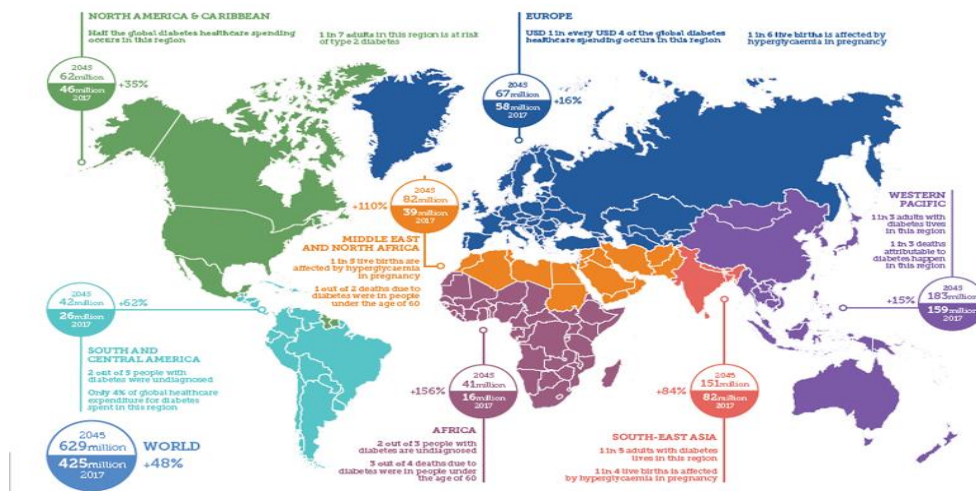 NORTH AMERICA & CARIBBEAN
Half the global diabetes healthcare spending
occurs in this region
1 in 7 adults in this region is at risk
of type 2 diabetes
2045
62million
46million
2017
+35%
EUROPE
USD 1 in every USD 4 of the global diabetes
healthcare spending occurs in this region
1 in 6 live births is affected by
hyperglycaemia in pregnancy
2045
67million
58million
2017
+16%
2045
82million
39million
2017
+110%
MIDDLE EAST
AND NORTH AFRICA
1 in 5 live births are
affected by hyperglycaemia
in pregnancy
1 out of 2 deaths due to
diabetes were in people
under the age of 60
WESTERN
PACIFIC
1 in 3 adults with
diabetes lives in
this region
1 in 3 deaths
attributable to
diabetes happen in
this region
+15%
2045
183million
159million
2017
2045
42million
26million
2017
+62%
SOUTH AND
CENTRAL AMERICA
2 out of 5 people with
diabetes were undiagnosed
Only 4% of global healthcare
expenditure for diabetes
spent in this region
+156%
2045
41million
16million
2017
AFRICA
2 out of 3 people with
diabetes are undiagnosed
3 out of 4 deaths due to
diabetes were in people under
the age of 60
+84%
2045
151million
82million
2017
SOUTH-EAST ASIA
1 in 5 adults with diabetes
lives in this region
1 in 4 live births is affected
by hyperglycaemia in pregnancy
2045
629million
425million
2017
WORLD
+48%